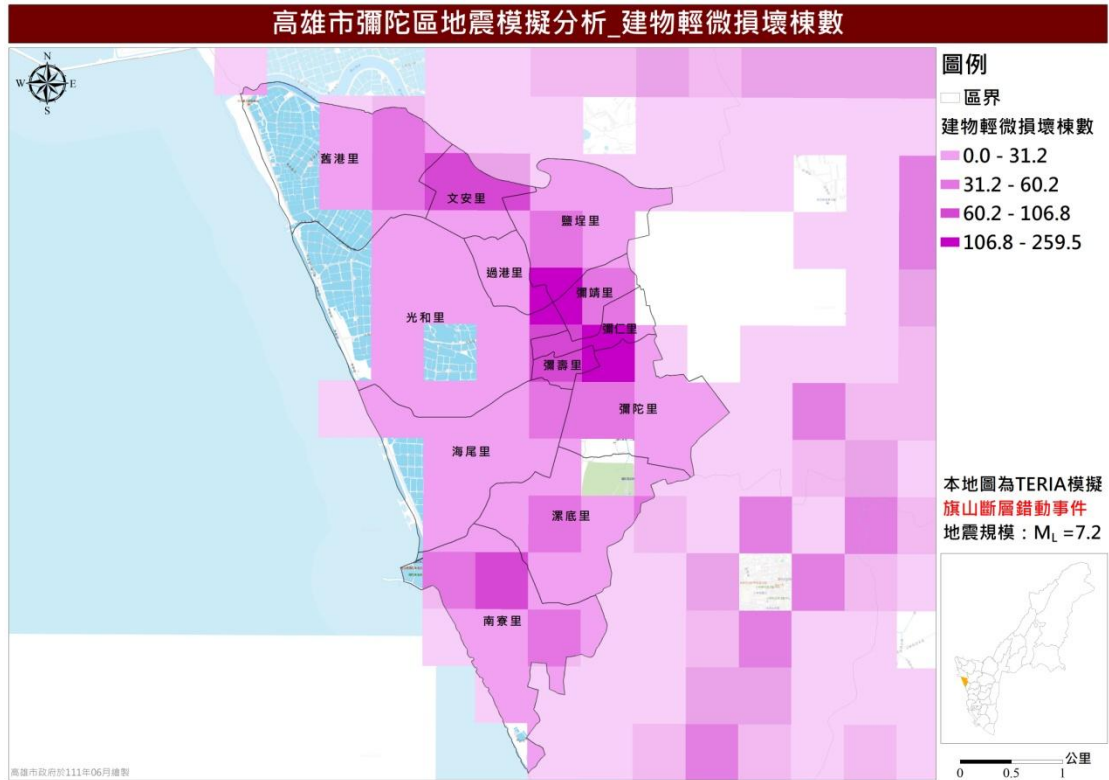 高雄市彌陀區地震模擬分析_建物輕微損壞棟數
N
W
E
S
圖例
區界
建物輕微損壞棟數
0.0 - 31.2
31.2 - 60.2
60.2 - 106.8
106.8 - 259.5
舊港里
文安里
鹽埕里
過港里
彌靖里
光和里
彌仁里
彌壽里
彌陀里
海尾里
漯底里
南寮里
本地圖為TERIA模擬
旗山斷層錯動事件
地震規模：ML =7.2
公里
0 0.5 1
高雄市政府於111年06月繪製